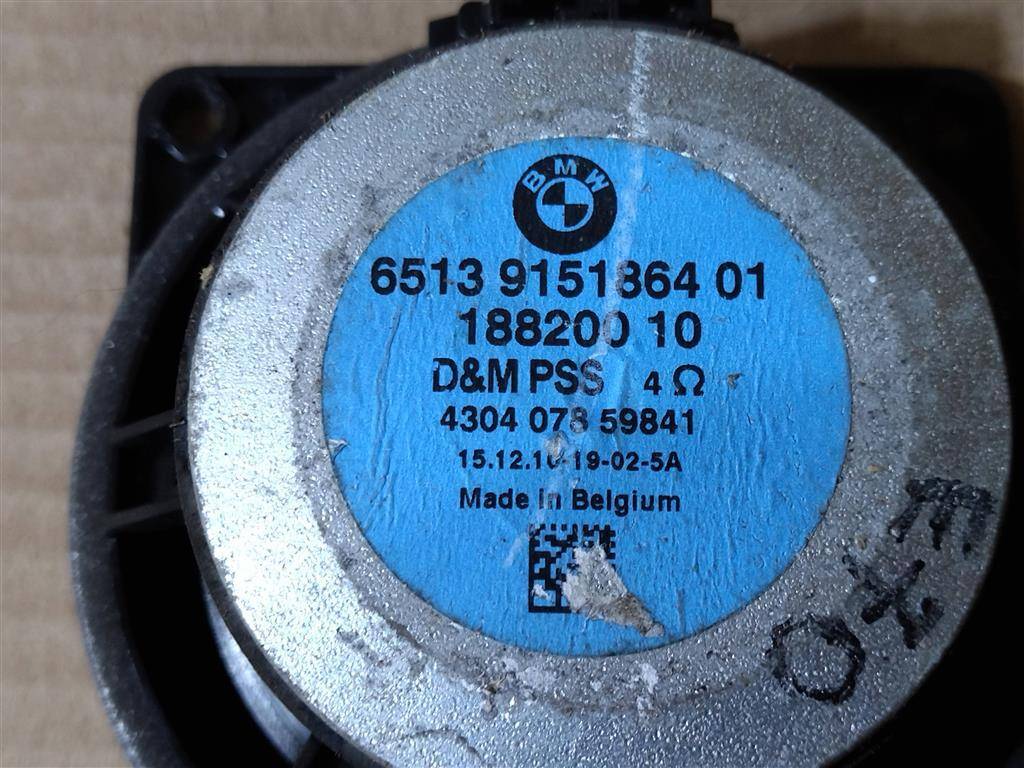 BMW
6513 9151864 01
188200 10
D&M PSS 4 Ω
4304 078 59841
15.12.10-19-02-5A
Made in Belgium